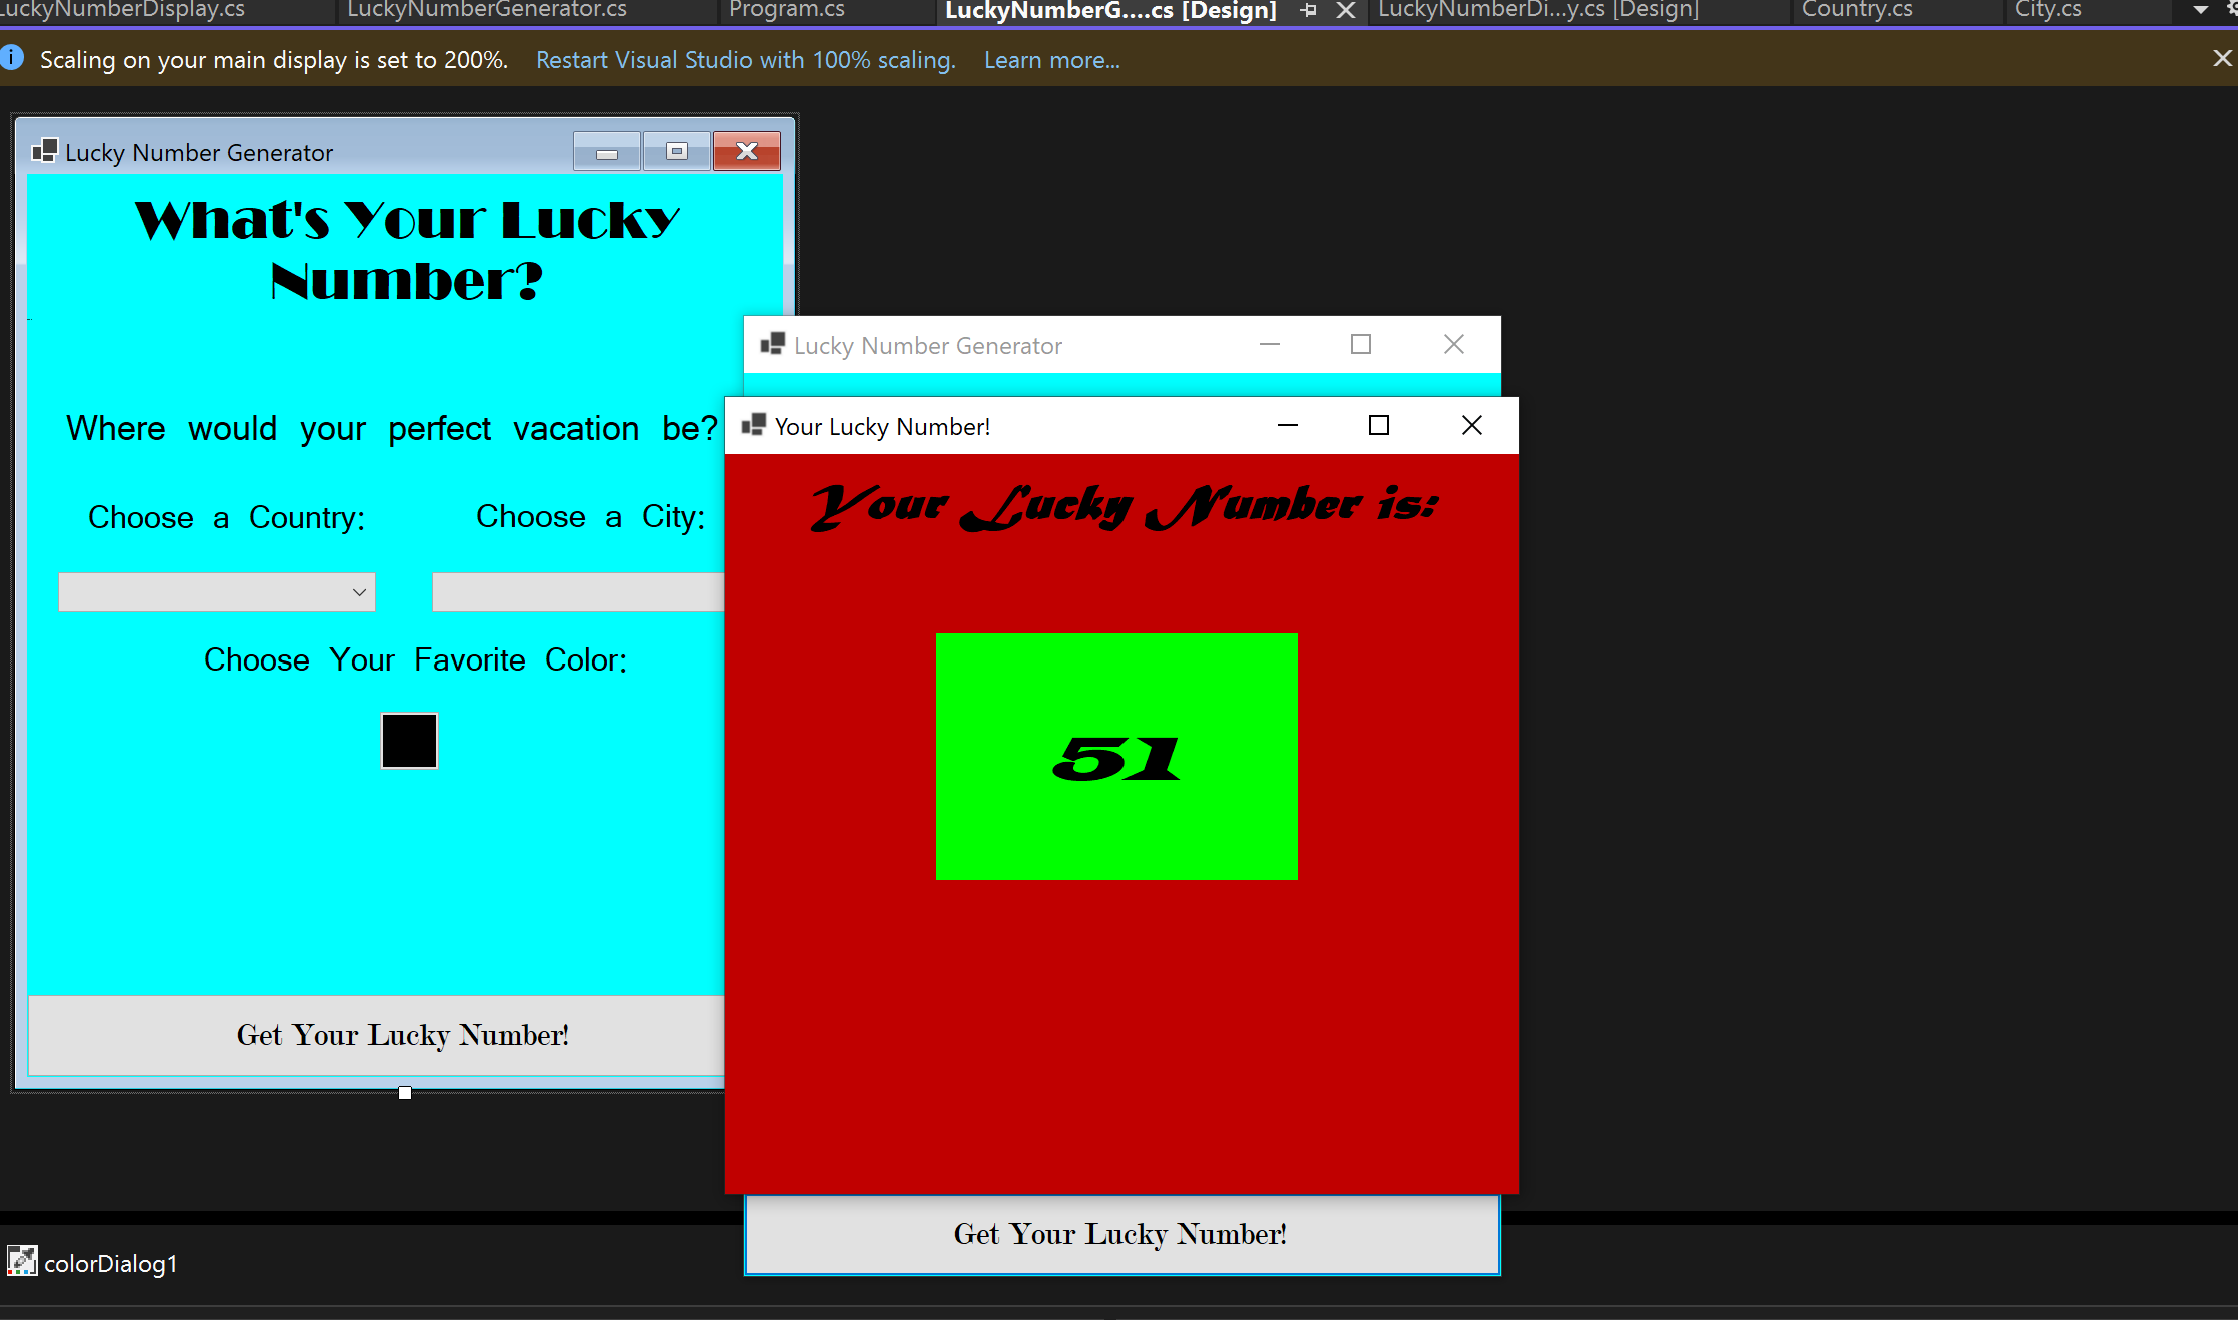 LuckyNumberDisplay.cs LuckyNumberGenerator.cs Program.cs LuckyNumberG....cs [Design] LuckyNumberDi...y.cs [Design] Country.cs City.cs
Scaling on your main display is set to 200%. Restart Visual Studio with 100% scaling. Learn more...
Lucky Number Generator
What's Your Lucky
Number?
Where would your perfect vacation be?
Choose a Country: Choose a City:
Choose Your Favorite Color:
Get Your Lucky Number!
Lucky Number Generator
Your Lucky Number!
Your Lucky Number is:
51
Get Your Lucky Number!
colorDialog1